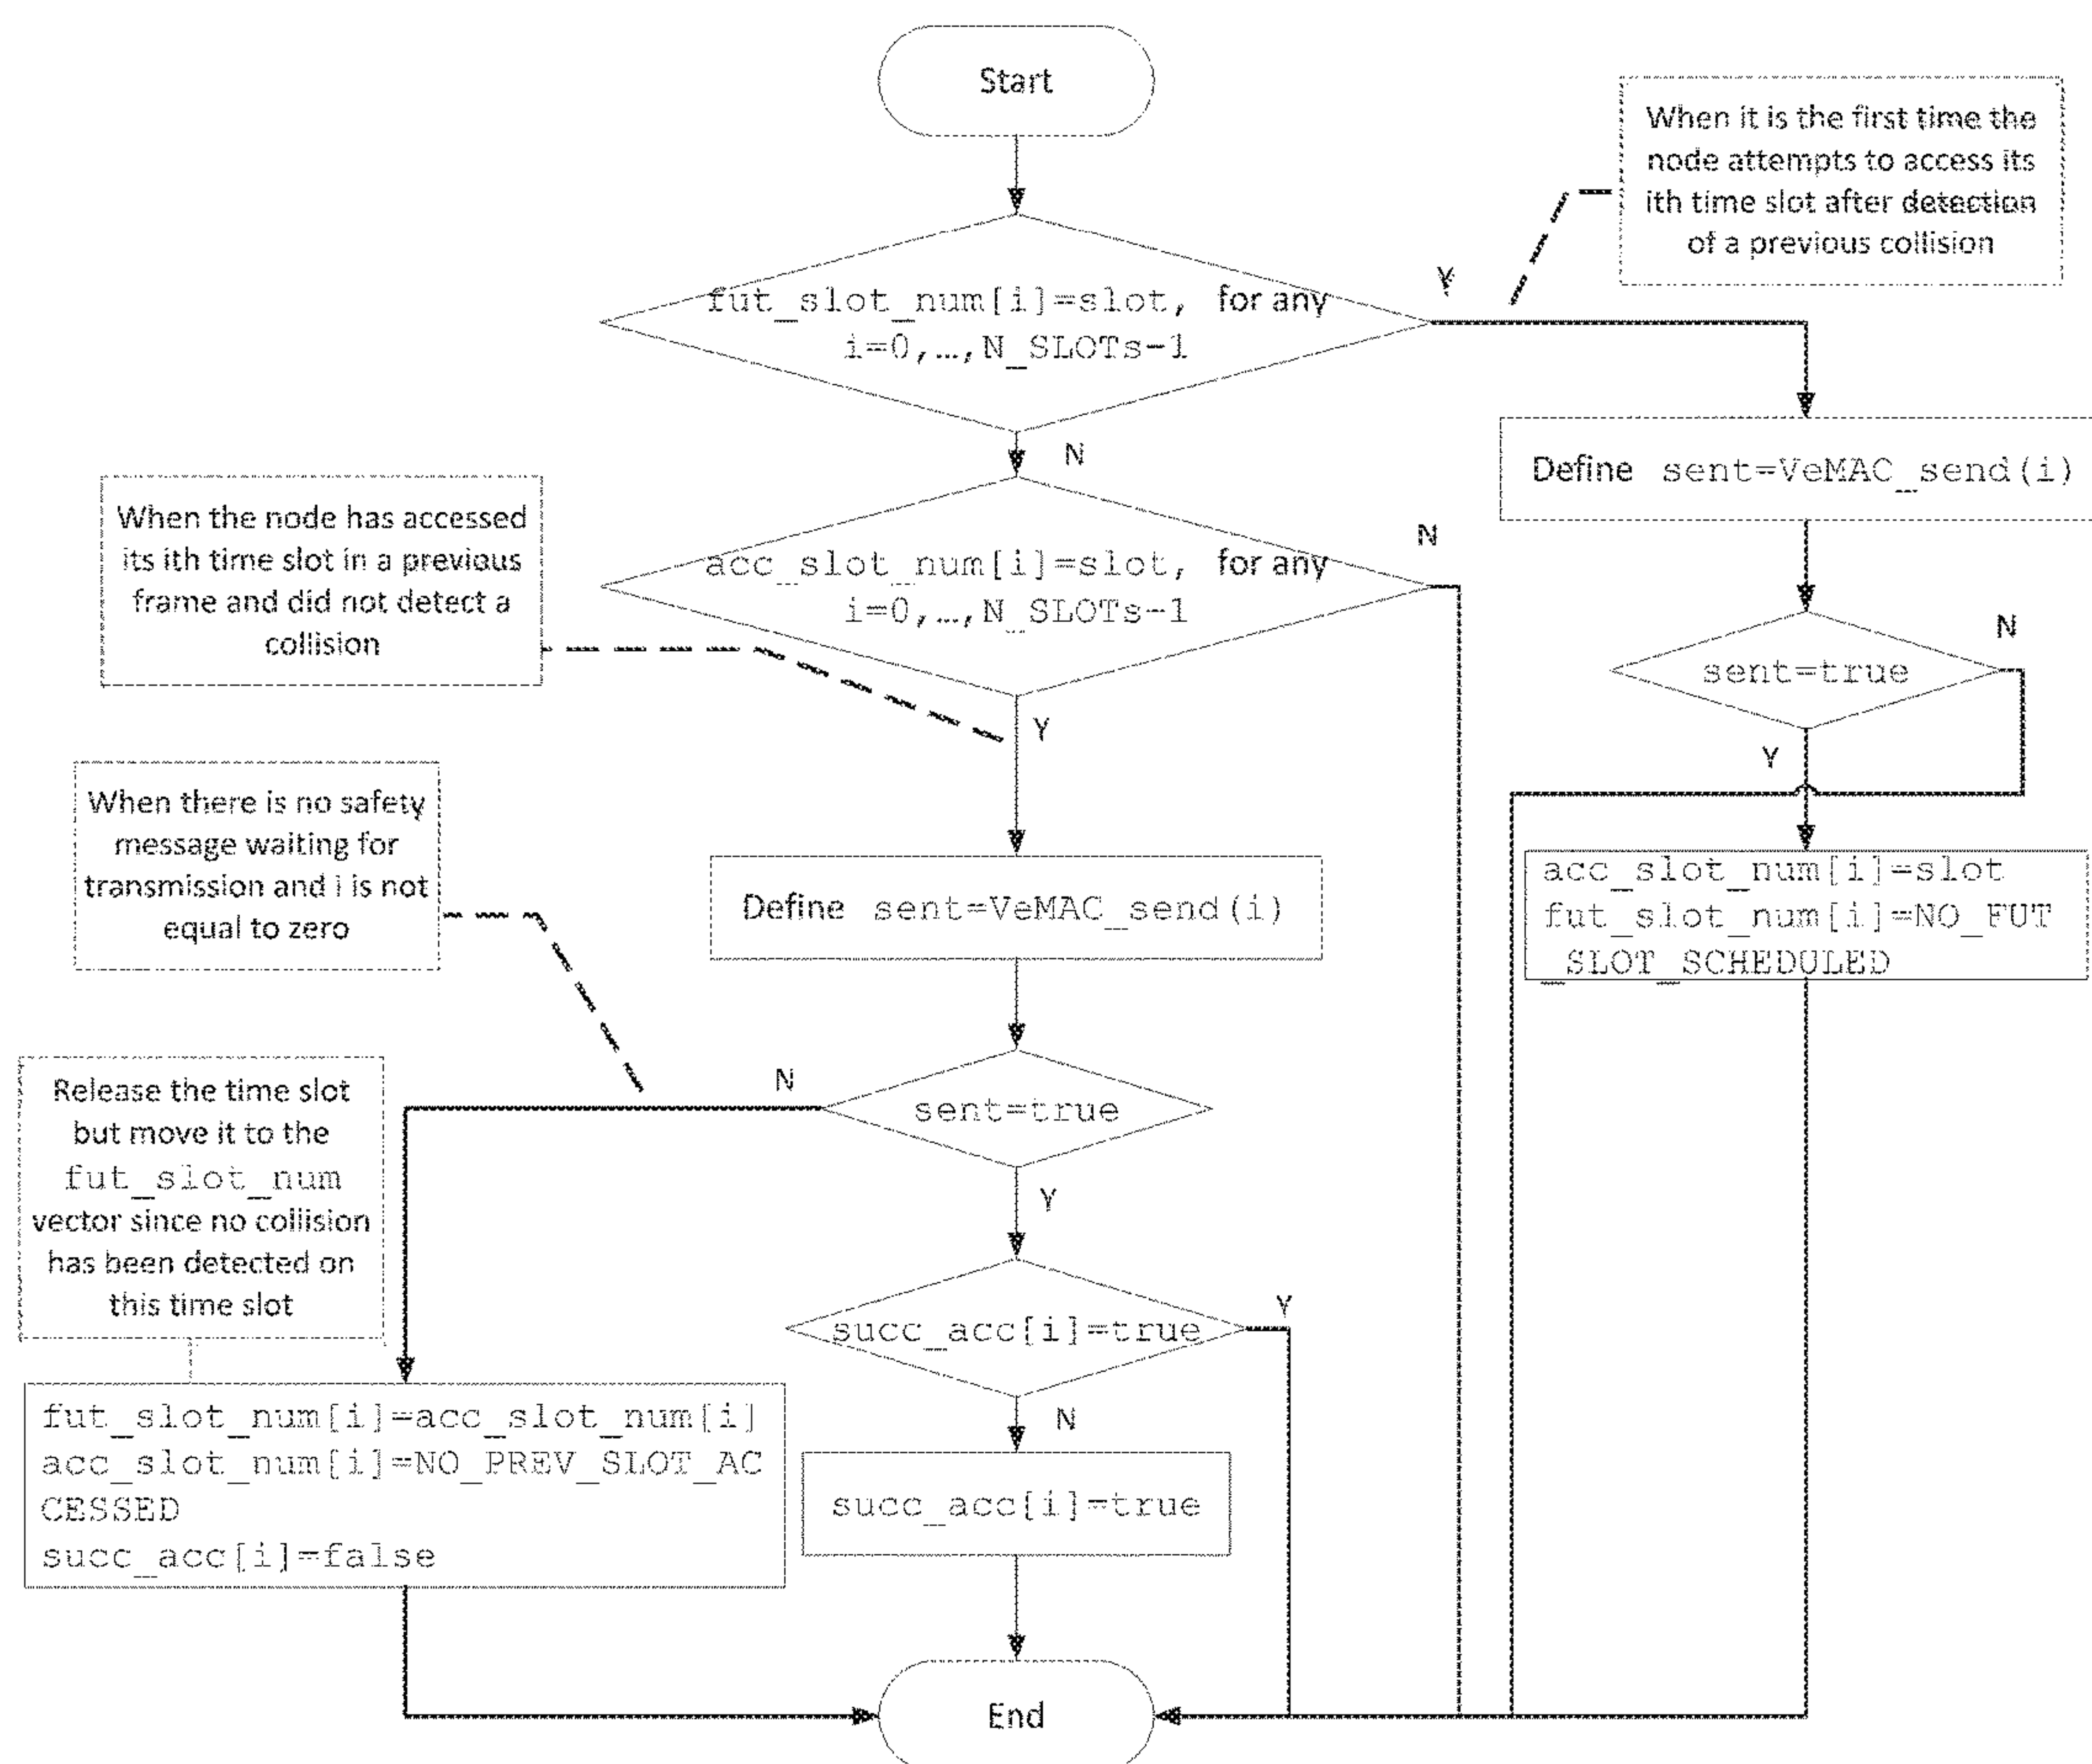 Start
When it is the first time the
node attempts to access its
ith time slot after detection
of a previous collision
fut_slot_num[i]=slot, for any
i=0,…,N_SLOTs-1
Y
N
Define sent=VeMAC_send(i)
When the node has accessed
its ith time slot in a previous
frame and did not detect a
collision
acc_slot_num[i]=slot, for any
i=0,…,N_SLOTs-1
N
Y
sent=true
N
Y
When there is no safety
message waiting for
transmission and i is not
equal to zero
Define sent=VeMAC_send(i)
acc_slot_num[i]=slot
fut_slot_num[i]=NO_FUT
_SLOT_SCHEDULED
Release the time slot
but move it to the
fut_slot_num
vector since no collision
has been detected on
this time slot
N
sent=true
Y
succ_acc[i]=true
Y
N
fut_slot_num[i]=acc_slot_num[i]
acc_slot_num[i]=NO_PREV_SLOT_AC
CESSED
succ_acc[i]=false
succ_acc[i]=true
End